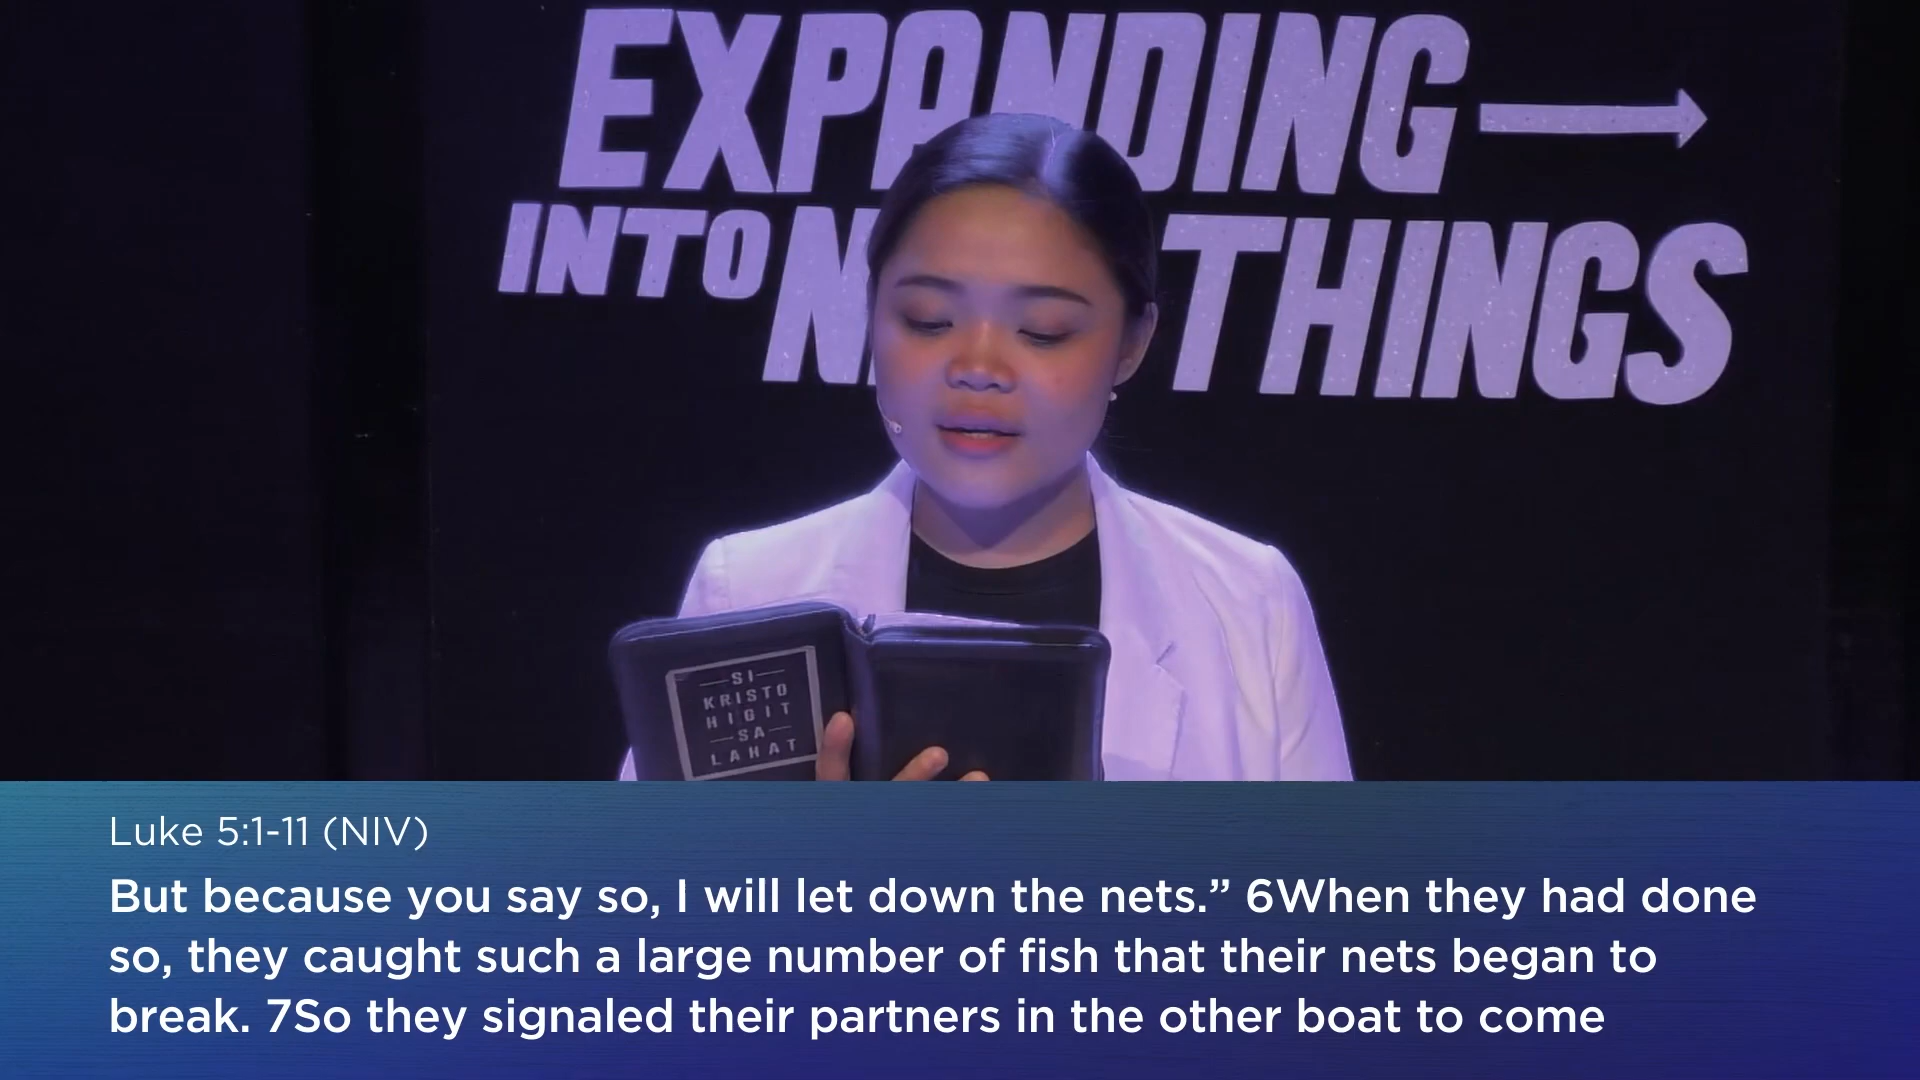 EXPANDING
INTO N THINGS
SI
KRISTO
HIGIT
SA
LAHAT
Luke 5:1-11 (NIV)
But because you say so, I will let down the nets.” 6When they had done
so, they caught such a large number of fish that their nets began to
break. 7So they signaled their partners in the other boat to come